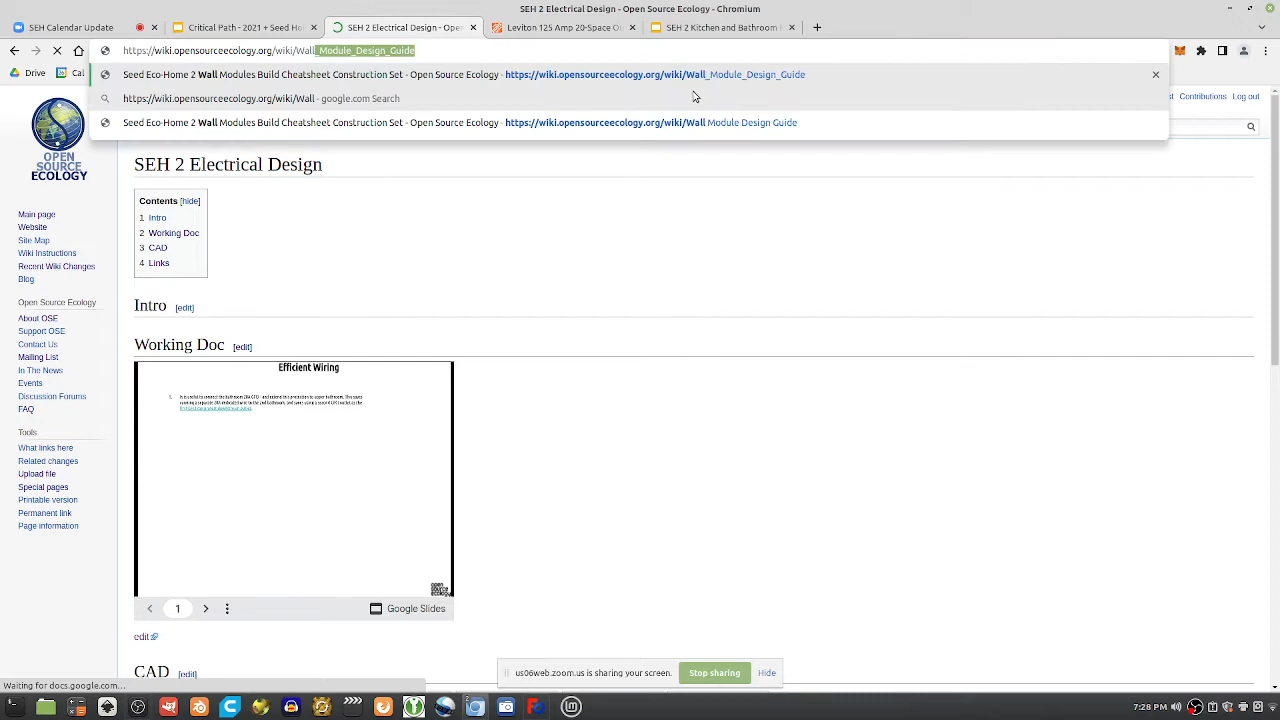 SEH 2 Electrical Design - Open Source Ecology - Chromium
SEH Calendar Update
Critical Path - 2021 + Seed Ho
SEH 2 Electrical Design - Ope
Leviton 125 Amp 20-Space Ou
SEH 2 Kitchen and Bathroom F
https://wiki.opensourceecology.org/wiki/Wall_Module_Design_Guide
Seed Eco-Home 2 Wall Modules Build Cheatsheet Construction Set - Open Source Ecology - https://wiki.opensourceecology.org/wiki/Wall_Module_Design_Guide
https://wiki.opensourceecology.org/wiki/Wall - google.com Search
Seed Eco-Home 2 Wall Modules Build Cheatsheet Construction Set - Open Source Ecology - https://wiki.opensourceecology.org/wiki/Wall Module Design Guide
Drive
Cal
st Contributions Log out
OPEN
SOURCE
ECOLOGY
Main page
Website
Site Map
Wiki Instructions
Recent Wiki Changes
Blog
Open Source Ecology
About OSE
Support OSE
Contact Us
Mailing List
In The News
Events
Discussion Forums
FAQ
Tools
What links here
Related changes
Upload file
Special pages
Printable version
Permanent link
Page information
SEH 2 Electrical Design
Contents [hide]
1 Intro
2 Working Doc
3 CAD
4 Links
Intro [edit]
Working Doc [edit]
Efficient Wiring
open
source
ecology
1
Google Slides
edit
CAD [edit]
us06web.zoom.us is sharing your screen.
Stop sharing
Hide
Waiting for docs.google.com...
7:28 PM